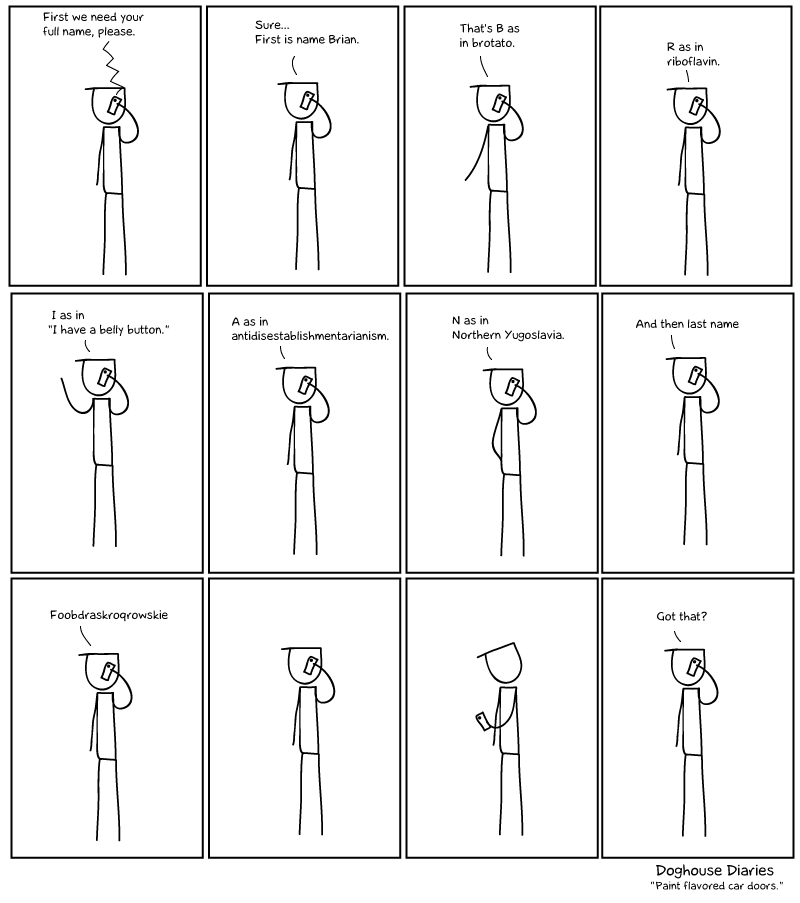 First we need your
full name, please.
Sure...
First is name Brian.
That's B as
in brotato.
R as in
riboflavin.
I as in
"I have a belly button."
A as in
antidisestablishmentarianism.
N as in
Northern Yugoslavia.
And then last name
Foobdraskroqrowskie
Got that?
Doghouse Diaries
"Paint flavored car doors."